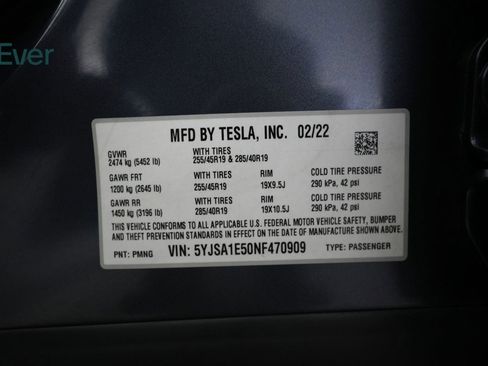 Ever
MFD BY TESLA, INC. 02/22
GVWR WITH TIRES
2474 kg (5452 lb) 255/45R19 & 285/40R19
GAWR FRT WITH TIRES RIM COLD TIRE PRESSURE
1200 kg (2645 lb) 255/45R19 19X9.5J 290 kPa, 42 psi
GAWR RR WITH TIRES RIM COLD TIRE PRESSURE
1450 kg (3196 lb) 285/40R19 19X10.5J 290 kPa, 42 psi
THIS VEHICLE CONFORMS TO ALL APPLICABLE U.S. FEDERAL MOTOR VEHICLE SAFETY, BUMPER
AND THEFT PREVENTION STANDARDS IN EFFECT ON THE DATE OF MANUFACTURE SHOWN ABOVE.
PNT: PMNG VIN: 5YJSA1E50NF470909 TYPE: PASSENGER